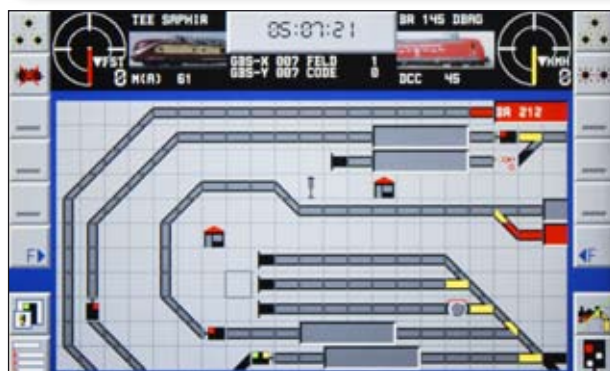 TEE SAPHIR
05:07:21
BR 145 DBAG
▼FST
0
M(A) 61
GBS-X 007 FELD 1
GBS-Y 007 CODE 0
DCC 45
▼KMH
0
BR 212
F▶
◀F